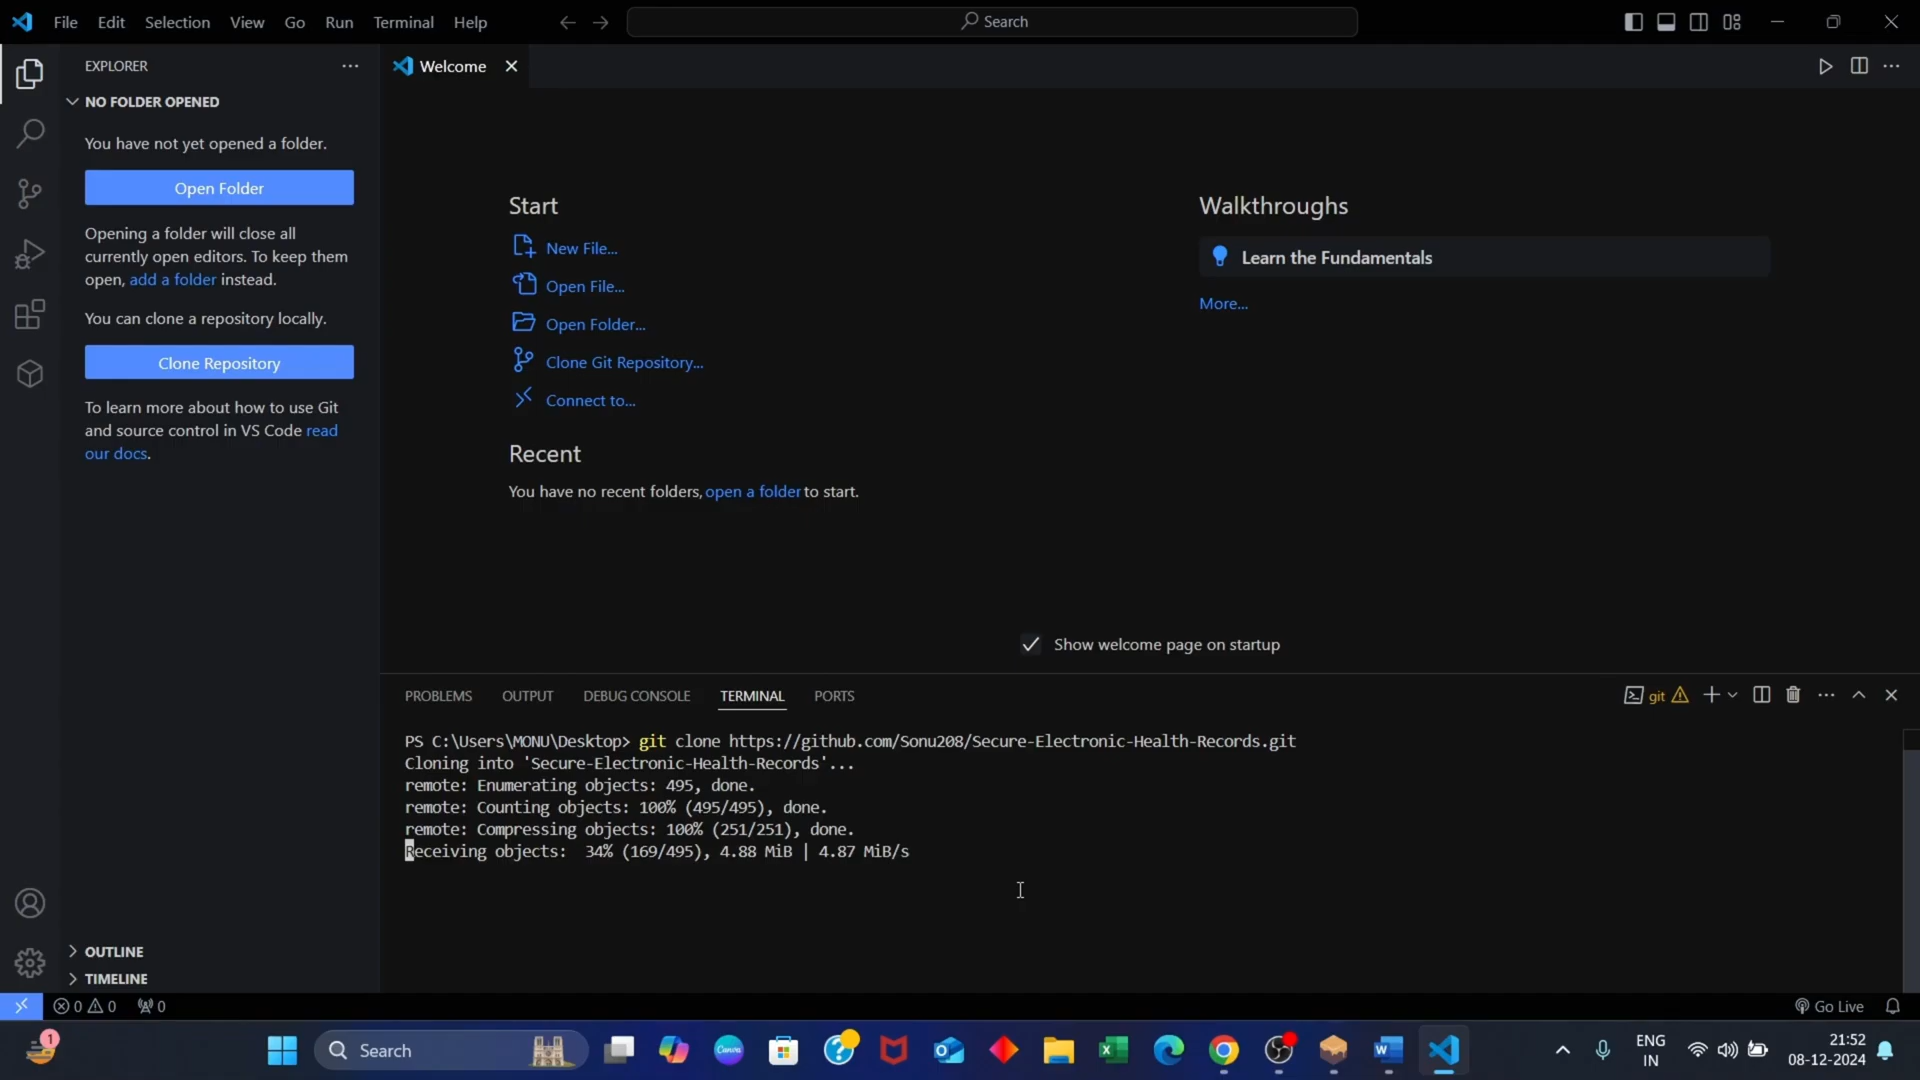 File Edit Selection View Go Run Terminal Help
Search
EXPLORER
NO FOLDER OPENED
You have not yet opened a folder.
Open Folder
Opening a folder will close all
currently open editors. To keep them
open, add a folder instead.
You can clone a repository locally.
Clone Repository
To learn more about how to use Git
and source control in VS Code read
our docs.
OUTLINE
TIMELINE
Welcome
Start
New File...
Open File...
Open Folder...
Clone Git Repository...
Connect to...
Recent
You have no recent folders, open a folder to start.
Walkthroughs
Learn the Fundamentals
More...
Show welcome page on startup
PROBLEMS OUTPUT DEBUG CONSOLE TERMINAL PORTS
git
PS C:\Users\MONU\Desktop> git clone https://github.com/Sonu208/Secure-Electronic-Health-Records.git
Cloning into 'Secure-Electronic-Health-Records'...
remote: Enumerating objects: 495, done.
remote: Counting objects: 100% (495/495), done.
remote: Compressing objects: 100% (251/251), done.
Receiving objects:  34% (169/495), 4.88 MiB | 4.87 MiB/s
0 0 0
Go Live
1
Search
Canva
ENG
IN
21:52
08-12-2024